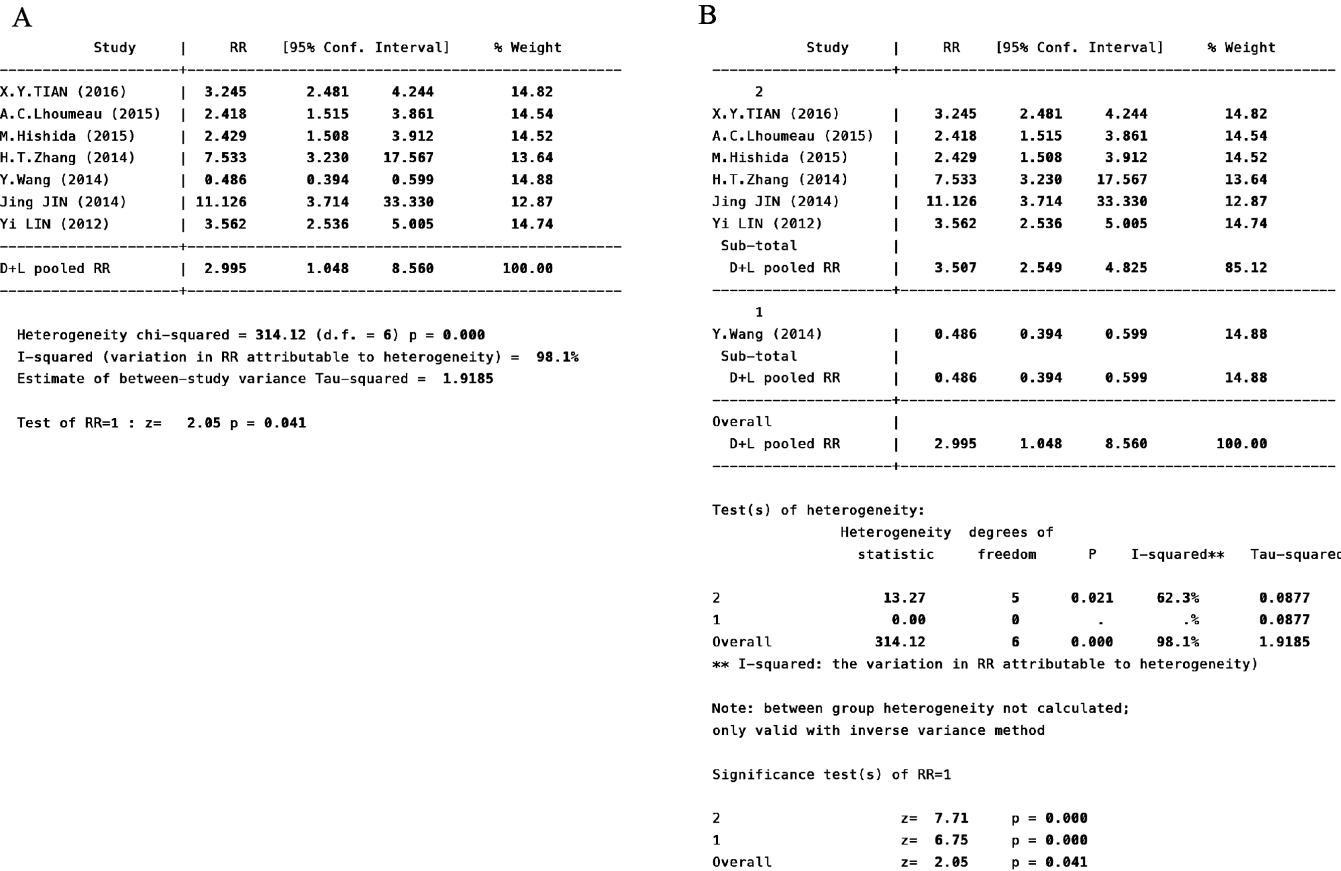 A
Study | RR [95% Conf. Interval] % Weight
---------------------+---------------------------------------------------
X.Y.TIAN (2016) | 3.245 2.481 4.244 14.82
A.C.Lhoumeau (2015) | 2.418 1.515 3.861 14.54
M.Hishida (2015) | 2.429 1.508 3.912 14.52
H.T.Zhang (2014) | 7.533 3.230 17.567 13.64
Y.Wang (2014) | 0.486 0.394 0.599 14.88
Jing JIN (2014) | 11.126 3.714 33.330 12.87
Yi LIN (2012) | 3.562 2.536 5.005 14.74
---------------------+---------------------------------------------------
D+L pooled RR | 2.995 1.048 8.560 100.00
---------------------+---------------------------------------------------
Heterogeneity chi-squared = 314.12 (d.f. = 6) p = 0.000
I-squared (variation in RR attributable to heterogeneity) = 98.1%
Estimate of between-study variance Tau-squared = 1.9185
Test of RR=1 : z= 2.05 p = 0.041
B
Study | RR [95% Conf. Interval] % Weight
---------------------+---------------------------------------------------
2
X.Y.TIAN (2016) | 3.245 2.481 4.244 14.82
A.C.Lhoumeau (2015) | 2.418 1.515 3.861 14.54
M.Hishida (2015) | 2.429 1.508 3.912 14.52
H.T.Zhang (2014) | 7.533 3.230 17.567 13.64
Jing JIN (2014) | 11.126 3.714 33.330 12.87
Yi LIN (2012) | 3.562 2.536 5.005 14.74
Sub-total |
D+L pooled RR | 3.507 2.549 4.825 85.12
---------------------+---------------------------------------------------
1
Y.Wang (2014) | 0.486 0.394 0.599 14.88
Sub-total |
D+L pooled RR | 0.486 0.394 0.599 14.88
---------------------+---------------------------------------------------
Overall |
D+L pooled RR | 2.995 1.048 8.560 100.00
---------------------+---------------------------------------------------
Test(s) of heterogeneity:
Heterogeneity degrees of
statistic freedom P I-squared** Tau-squared
2 13.27 5 0.021 62.3% 0.0877
1 0.00 0 . .% 0.0877
Overall 314.12 6 0.000 98.1% 1.9185
** I-squared: the variation in RR attributable to heterogeneity)
Note: between group heterogeneity not calculated;
only valid with inverse variance method
Significance test(s) of RR=1
2 z= 7.71 p = 0.000
1 z= 6.75 p = 0.000
Overall z= 2.05 p = 0.041